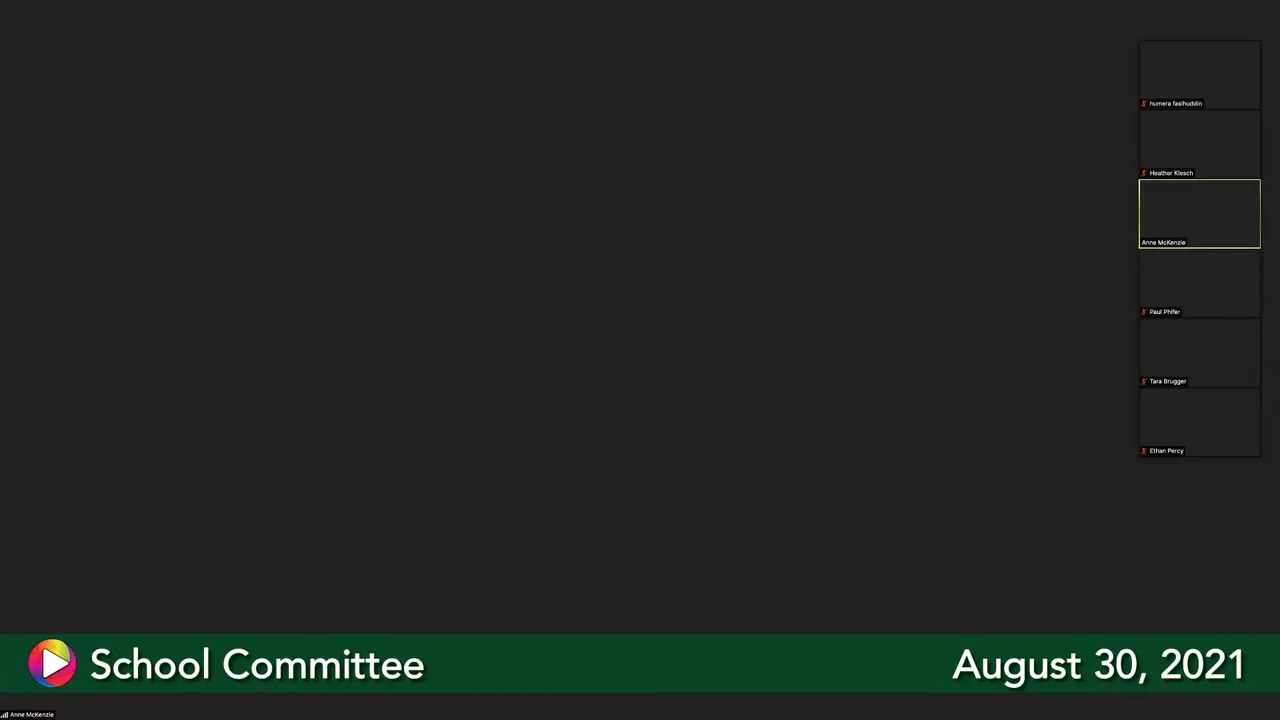 humera fasihuddin
Heather Klesch
Anne McKenzie
Paul Phifer
Tara Brugger
Ethan Percy
School Committee
August 30, 2021
Anne McKenzie